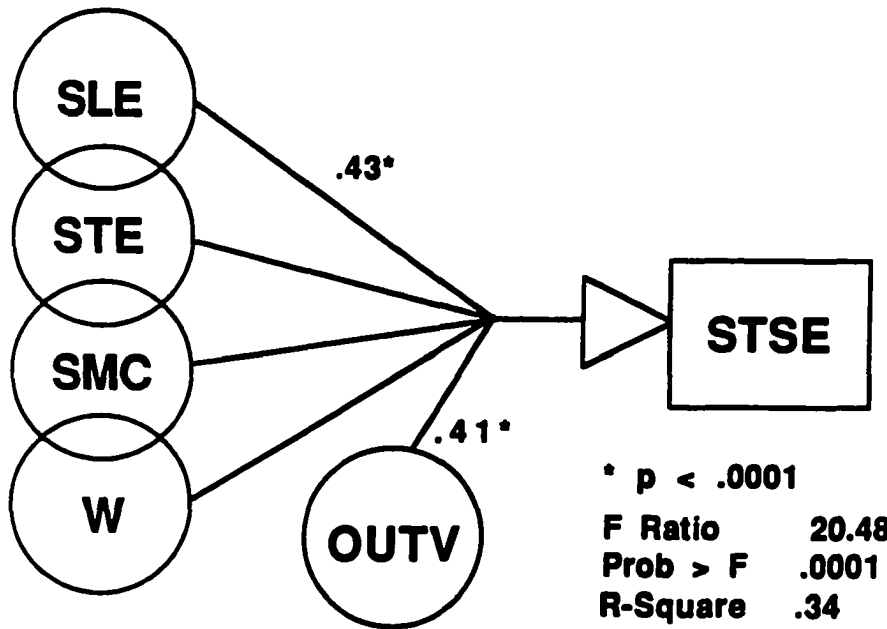 SLE
.43*
STE
STSE
SMC
.41*
W
OUTV
* p < .0001
F Ratio 20.48
Prob > F .0001
R-Square .34